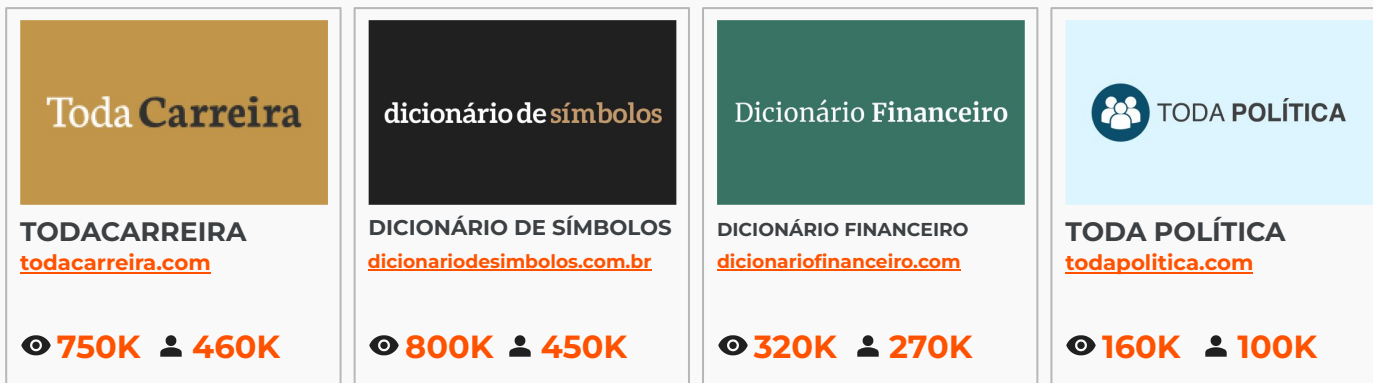 Toda Carreira
TODACARREIRA
todacarreira.com
750K 460K
dicionário de símbolos
DICIONÁRIO DE SÍMBOLOS
dicionariodesimbolos.com.br
800K 450K
Dicionário Financeiro
DICIONÁRIO FINANCEIRO
dicionariofinanceiro.com
320K 270K
TODA POLÍTICA
TODA POLÍTICA
todapolitica.com
160K 100K